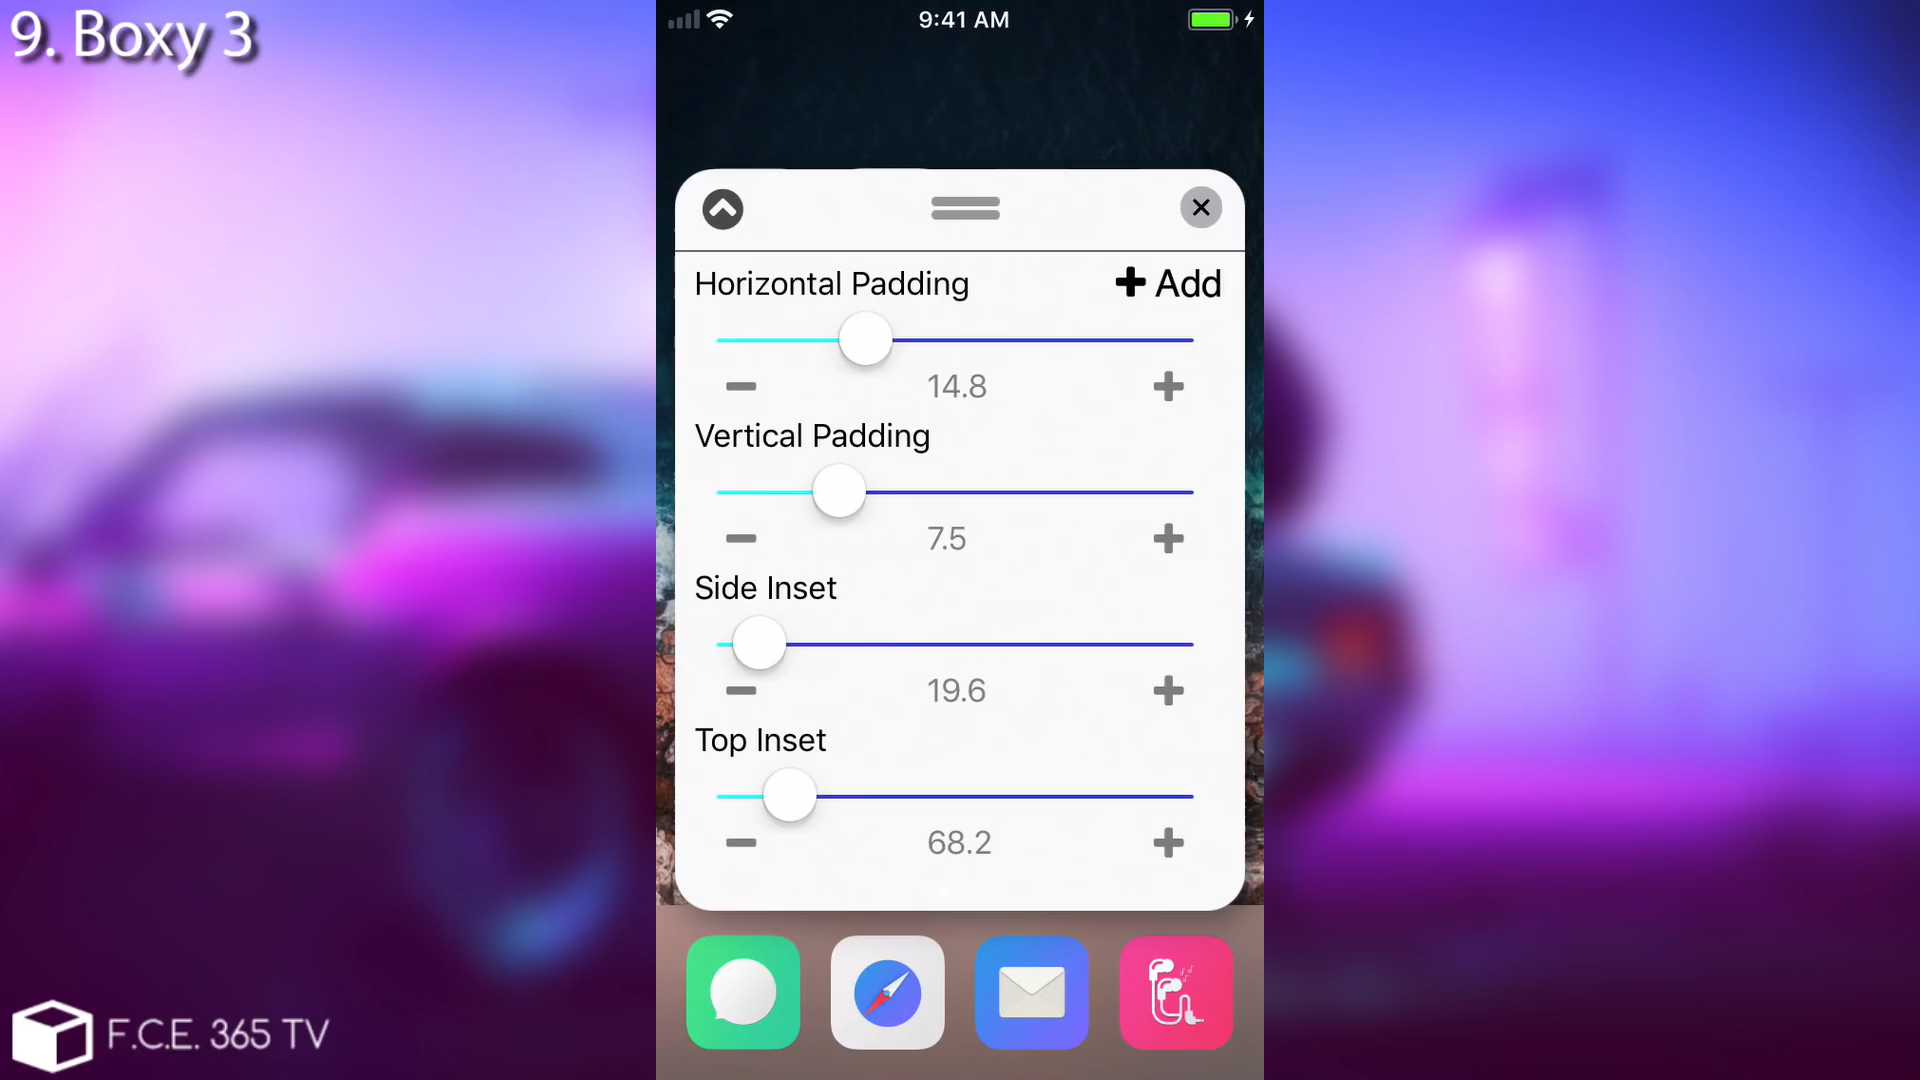 9. Boxy 3
9:41 AM
Horizontal Padding
Add
14.8
Vertical Padding
7.5
Side Inset
19.6
Top Inset
68.2
F.C.E. 365 TV